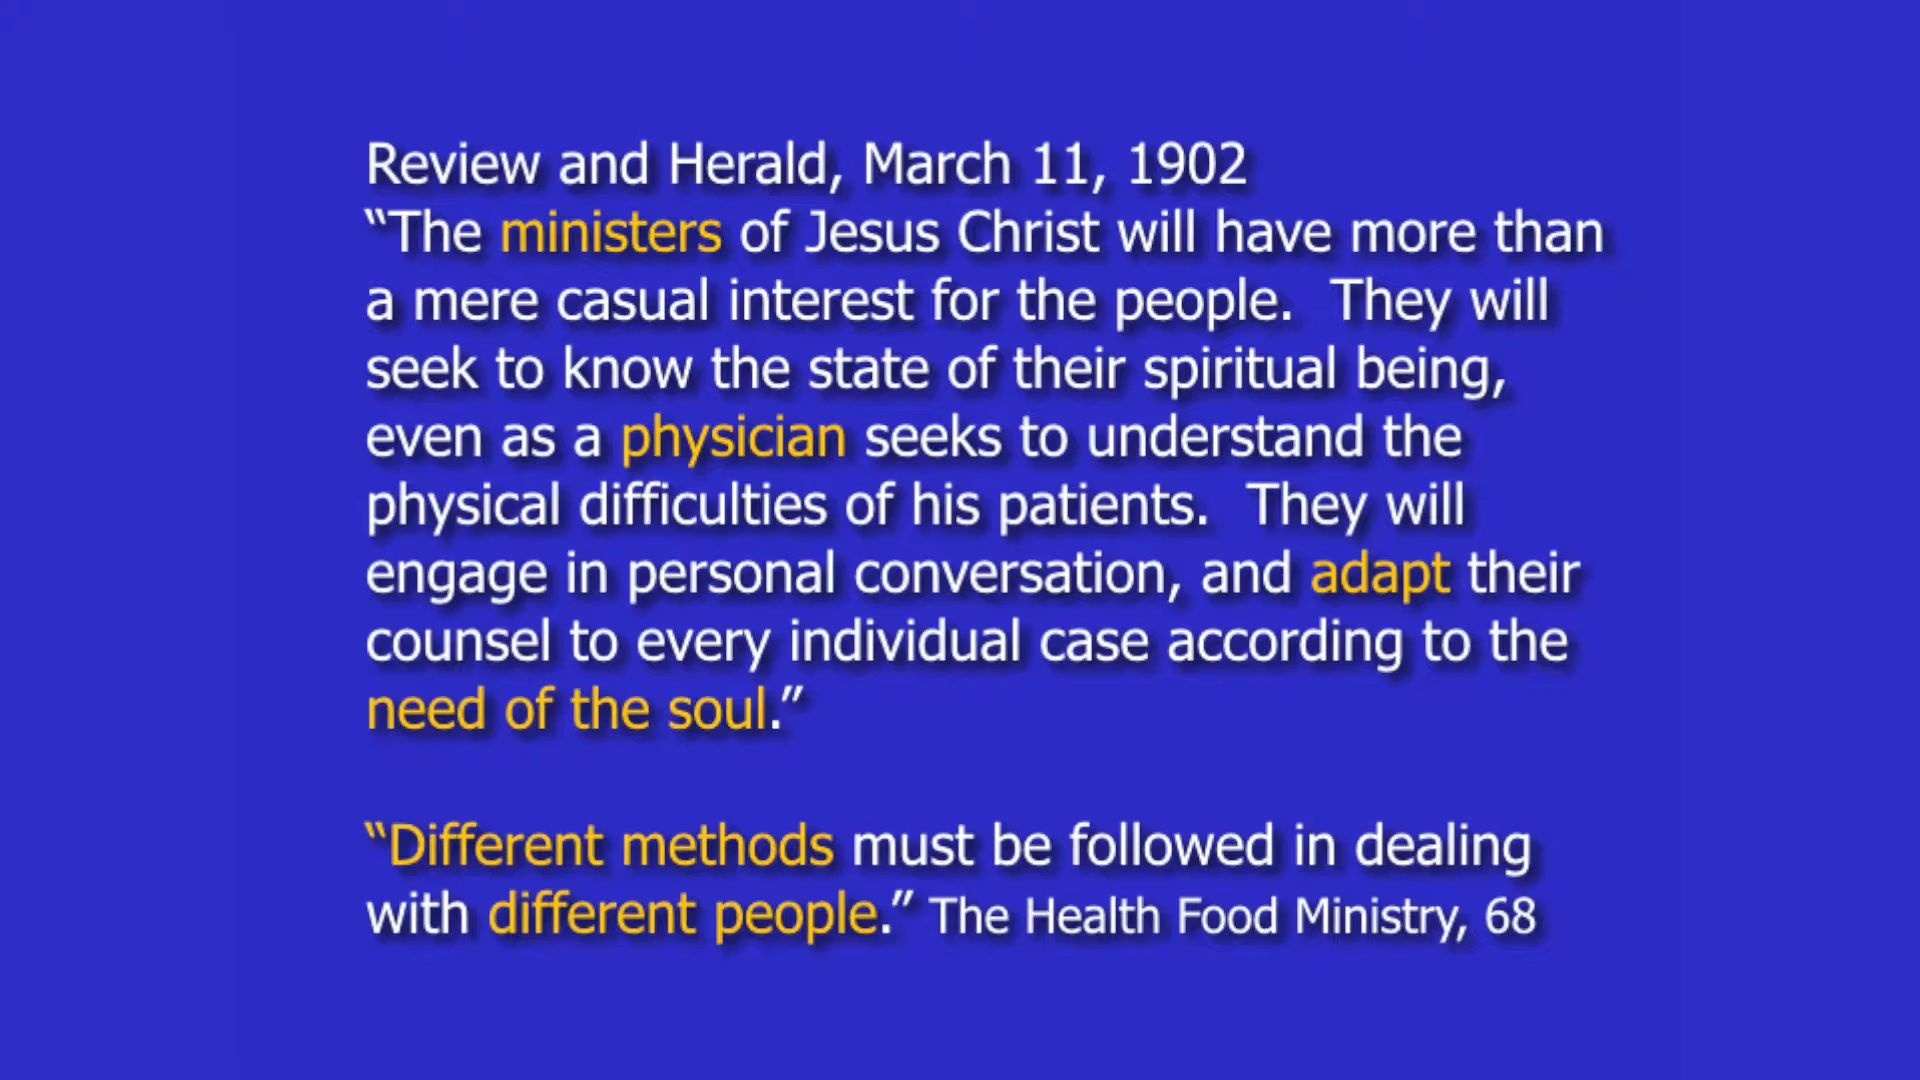 Review and Herald, March 11, 1902
“The ministers of Jesus Christ will have more than
a mere casual interest for the people.  They will
seek to know the state of their spiritual being,
even as a physician seeks to understand the
physical difficulties of his patients.  They will
engage in personal conversation, and adapt their
counsel to every individual case according to the
need of the soul.”
“Different methods must be followed in dealing
with different people.” The Health Food Ministry, 68